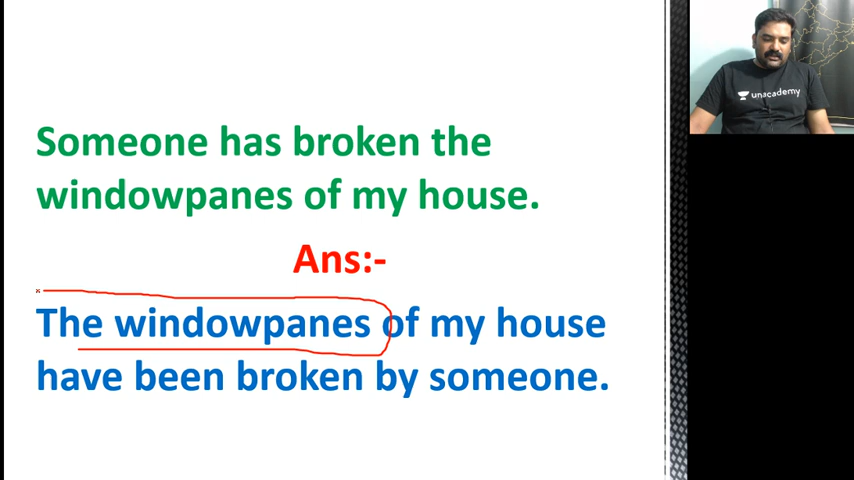 Someone has broken the
windowpanes of my house.
Ans:-
The windowpanes of my house
have been broken by someone.
unacademy